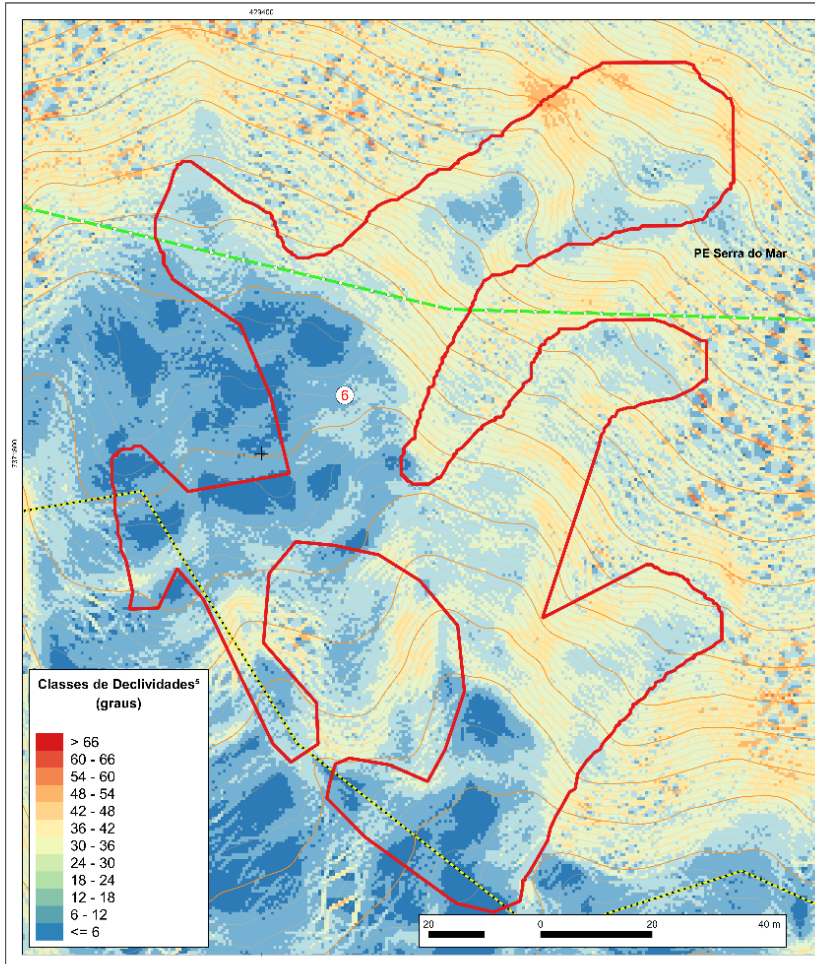 429400
PE Serra do Mar
6
7371900
Classes de Declividades⁵
(graus)
> 66
60 - 66
54 - 60
48 - 54
42 - 48
36 - 42
30 - 36
24 - 30
18 - 24
12 - 18
6 - 12
<= 6
20 0 20 40 m